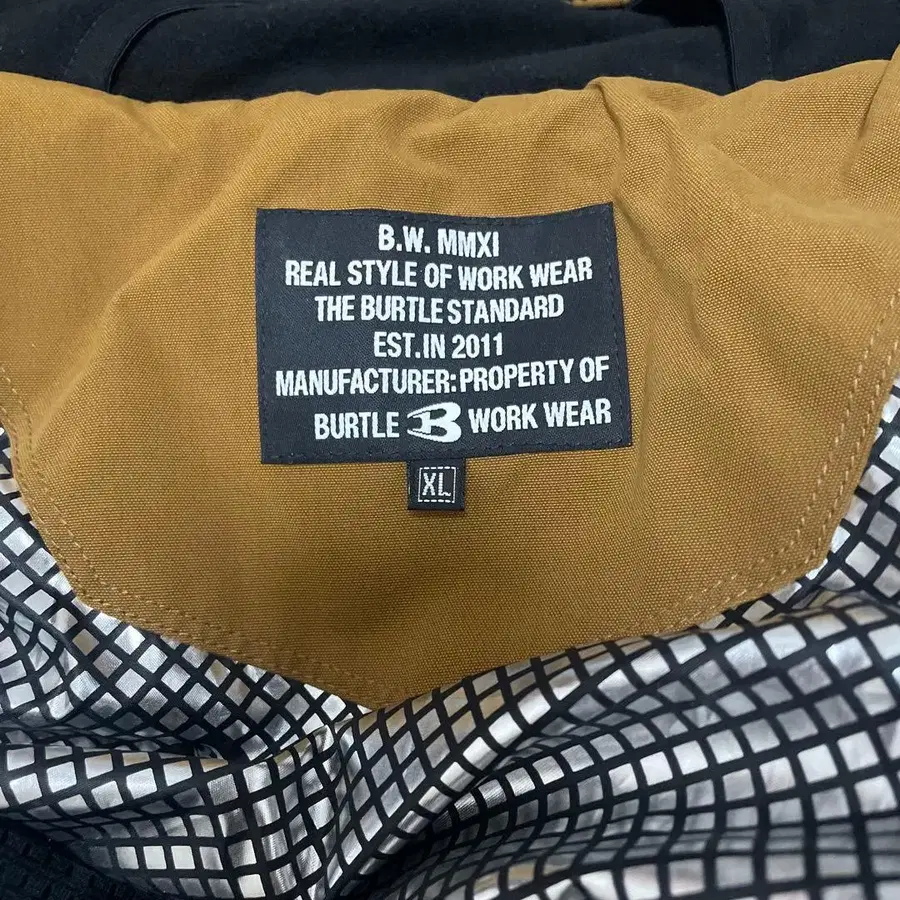 B.W. MMXI
REAL STYLE OF WORK WEAR
THE BURTLE STANDARD
EST.IN 2011
MANUFACTURER:PROPERTY OF
BURTLE B WORK WEAR
XL